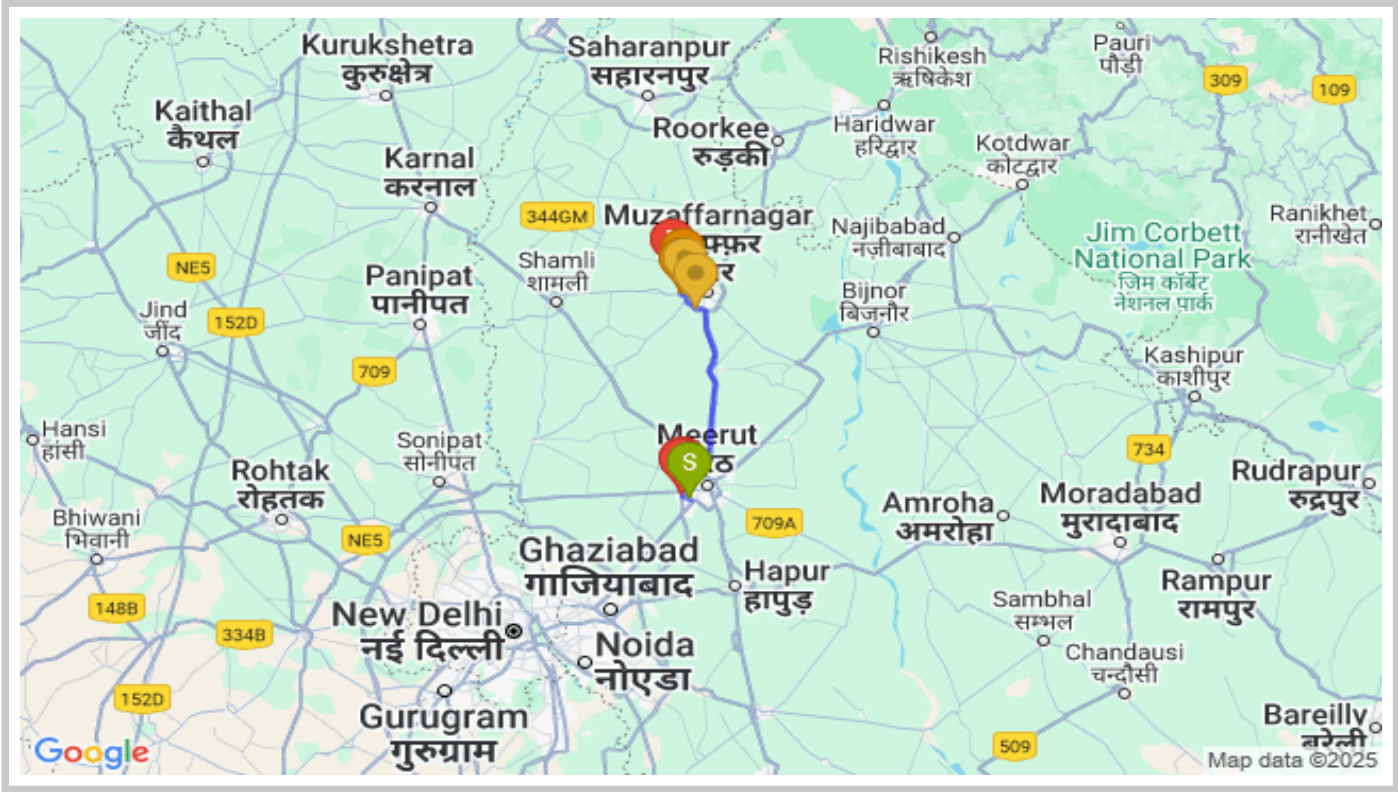 Kurukshetra
कुरुक्षेत्र
Saharanpur
सहारनपुर
Rishikesh
ऋषिकेश
Pauri
पौड़ी
309
109
Kaithal
कैथल
Roorkee
रुड़की
Haridwar
हरिद्वार
Kotdwar
कोटद्वार
Karnal
करनाल
344GM
Muzaffarnagar
Najibabad
नज़ीबाबाद
Ranikhet
रानीखेत
Jim Corbett
National Park
जिम कॉर्बेट
नेशनल पार्क
NE5
Shamli
शामली
Panipat
पानीपत
Bijnor
बिजनौर
Jind
जींद
152D
Kashipur
काशीपुर
709
Hansi
हांसी
Sonipat
सोनीपत
Meerut
S
734
Rohtak
रोहतक
Rudrapur
रुद्रपुर
Amroha
अमरोहा
Moradabad
मुरादाबाद
Bhiwani
भिवानी
NE5
709A
Ghaziabad
गाजियाबाद
Hapur
हापुड़
Rampur
रामपुर
148B
334B
New Delhi
नई दिल्ली
Sambhal
सम्भल
Noida
नोएडा
Chandausi
चन्दौसी
152D
Gurugram
गुरुग्राम
Bareilly
बरेली
509
Google
Map data ©2025